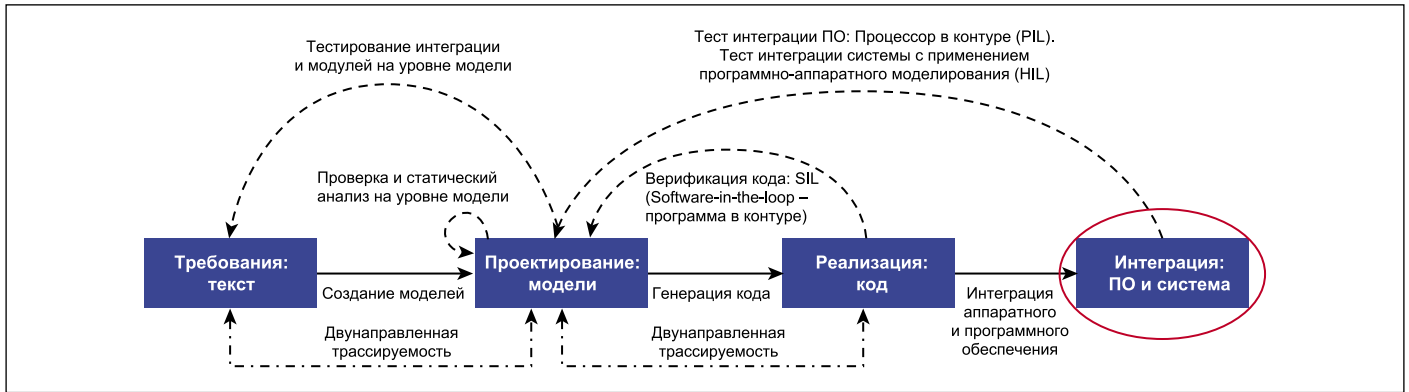 Тестирование интеграции
и модулей на уровне модели
Тест интеграции ПО: Процессор в контуре (PIL).
Тест интеграции системы с применением
программно-аппаратного моделирования (HIL)
Проверка и статический
анализ на уровне модели
Верификация кода: SIL
(Software-in-the-loop –
программа в контуре)
Требования:
текст
Создание моделей
Проектирование:
модели
Генерация кода
Реализация:
код
Интеграция
аппаратного
и программного
обеспечения
Интеграция:
ПО и система
Двунаправленная
трассируемость
Двунаправленная
трассируемость